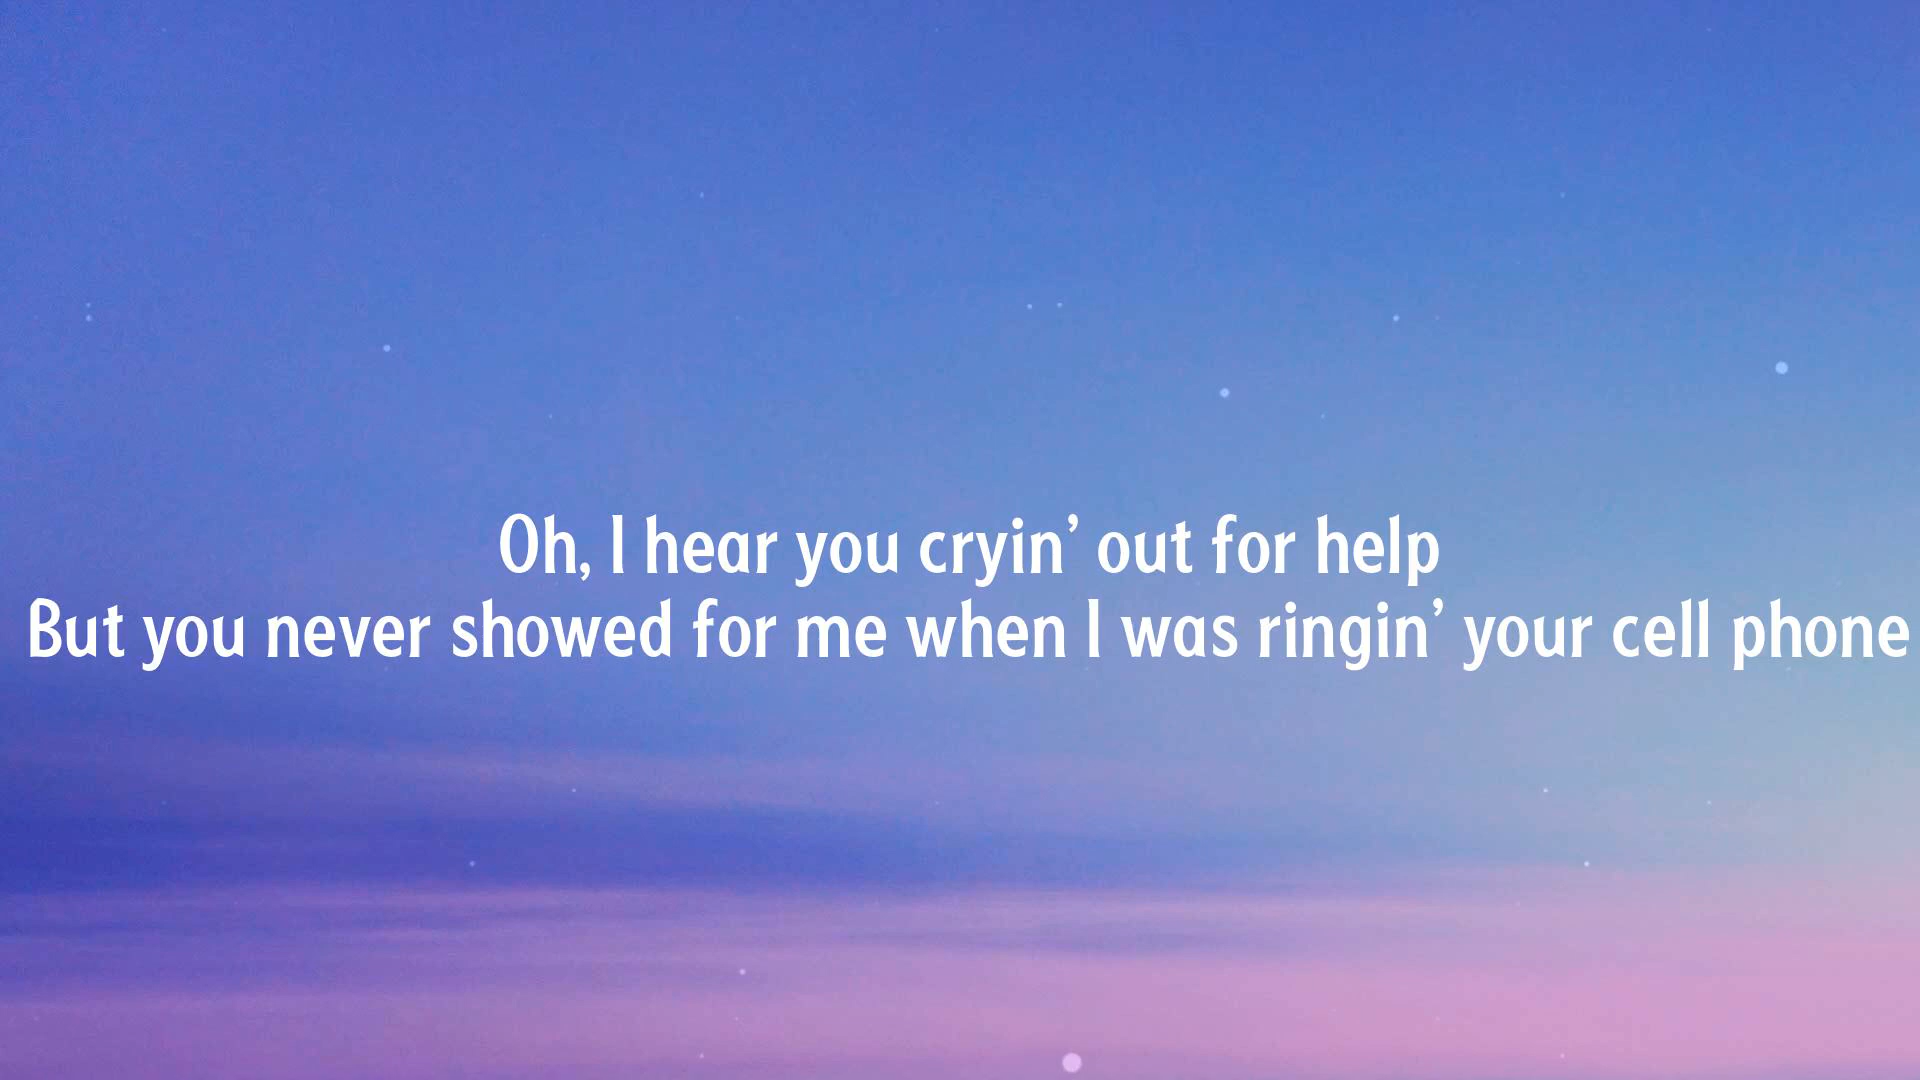 Oh, I hear you cryin’ out for help
But you never showed for me when I was ringin’ your cell phone